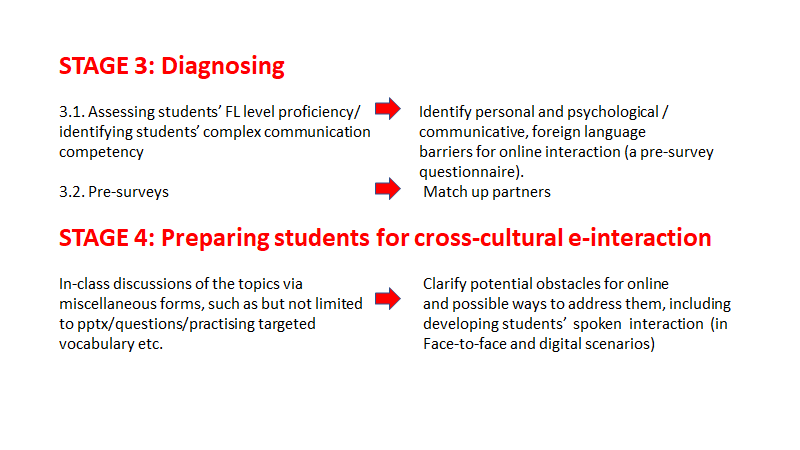 STAGE 3: Diagnosing
3.1. Assessing students’ FL level proficiency/
identifying students’ complex communication
competency
Identify personal and psychological /
communicative, foreign language
barriers for online interaction (a pre-survey
questionnaire).
3.2. Pre-surveys
Match up partners
STAGE 4: Preparing students for cross-cultural e-interaction
In-class discussions of the topics via
miscellaneous forms, such as but not limited
to pptx/questions/practising targeted
vocabulary etc.
Clarify potential obstacles for online
and possible ways to address them, including
developing students’ spoken interaction (in
Face-to-face and digital scenarios)